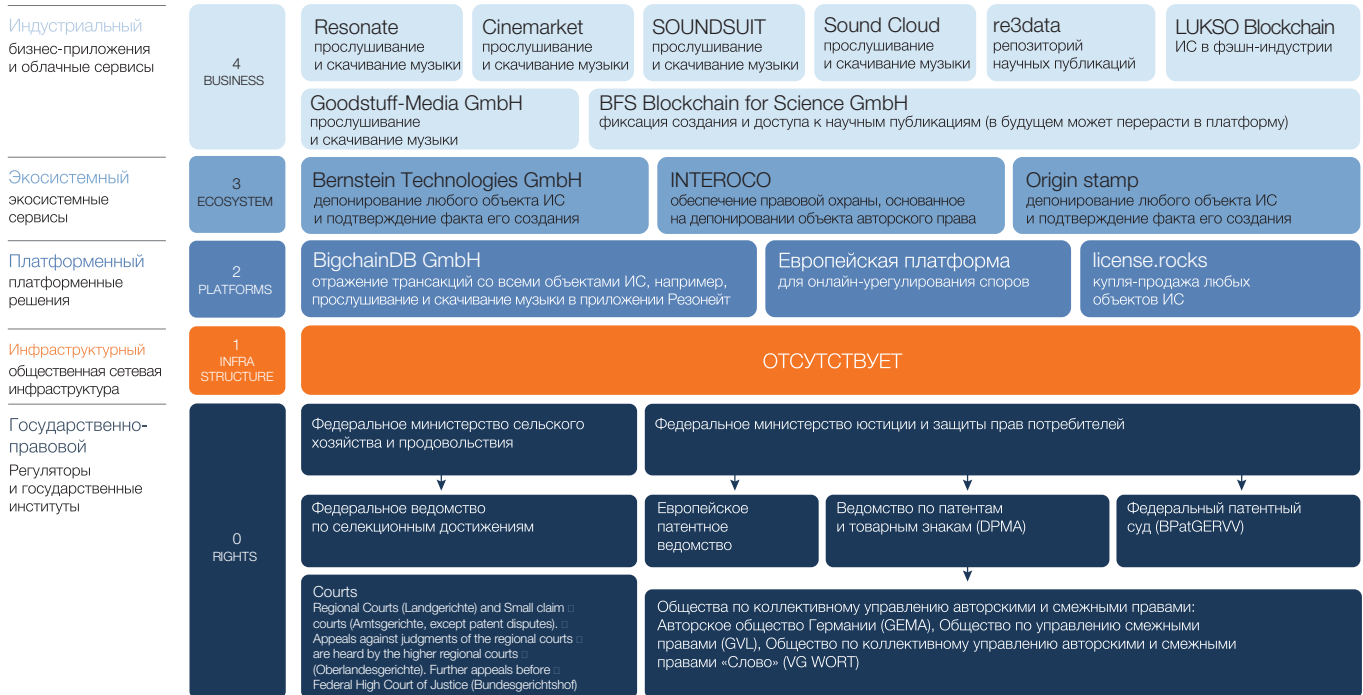 Индустриальный
бизнес-приложения
и облачные сервисы
4
BUSINESS
Resonate
прослушивание
и скачивание музыки
Cinemarket
прослушивание
и скачивание музыки
SOUNDSUIT
прослушивание
и скачивание музыки
Sound Cloud
прослушивание
и скачивание музыки
re3data
репозиторий
научных публикаций
LUKSO Blockchain
ИС в фэшн-индустрии
Goodstuff-Media GmbH
прослушивание
и скачивание музыки
BFS Blockchain for Science GmbH
фиксация создания и доступа к научным публикациям (в будущем может перерасти в платформу)
Экосистемный
экосистемные
сервисы
3
ECOSYSTEM
Bernstein Technologies GmbH
депонирование любого объекта ИС
и подтверждение факта его создания
INTEROCO
обеспечение правовой охраны, основанное
на депонировании объекта авторского права
Origin stamp
депонирование любого объекта ИС
и подтверждение факта его создания
Платформенный
платформенные
решения
2
PLATFORMS
BigchainDB GmbH
отражение трансакций со всеми объектами ИС, например,
прослушивание и скачивание музыки в приложении Резонейт
Европейская платформа
для онлайн-урегулирования споров
license.rocks
купля-продажа любых
объектов ИС
Инфраструктурный
общественная сетевая
инфраструктура
1
INFRA
STRUCTURE
ОТСУТСТВУЕТ
Государственно-
правовой
Регуляторы
и государственные
институты
0
RIGHTS
Федеральное министерство сельского
хозяйства и продовольствия
Федеральное министерство юстиции и защиты прав потребителей
Федеральное ведомство
по селекционным достижениям
Европейское
патентное
ведомство
Ведомство по патентам
и товарным знакам (DPMA)
Федеральный патентный
суд (BPatGERVV)
Courts
Regional Courts (Landgerichte) and Small claim
courts (Amtsgerichte, except patent disputes).
Appeals against judgments of the regional courts
are heard by the higher regional courts
(Oberlandesgerichte). Further appeals before
Federal High Court of Justice (Bundesgerichtshof)
Общества по коллективному управлению авторскими и смежными правами:
Авторское общество Германии (GEMA), Общество по управлению смежными
правами (GVL), Общество по коллективному управлению авторскими и смежными
правами «Слово» (VG WORT)